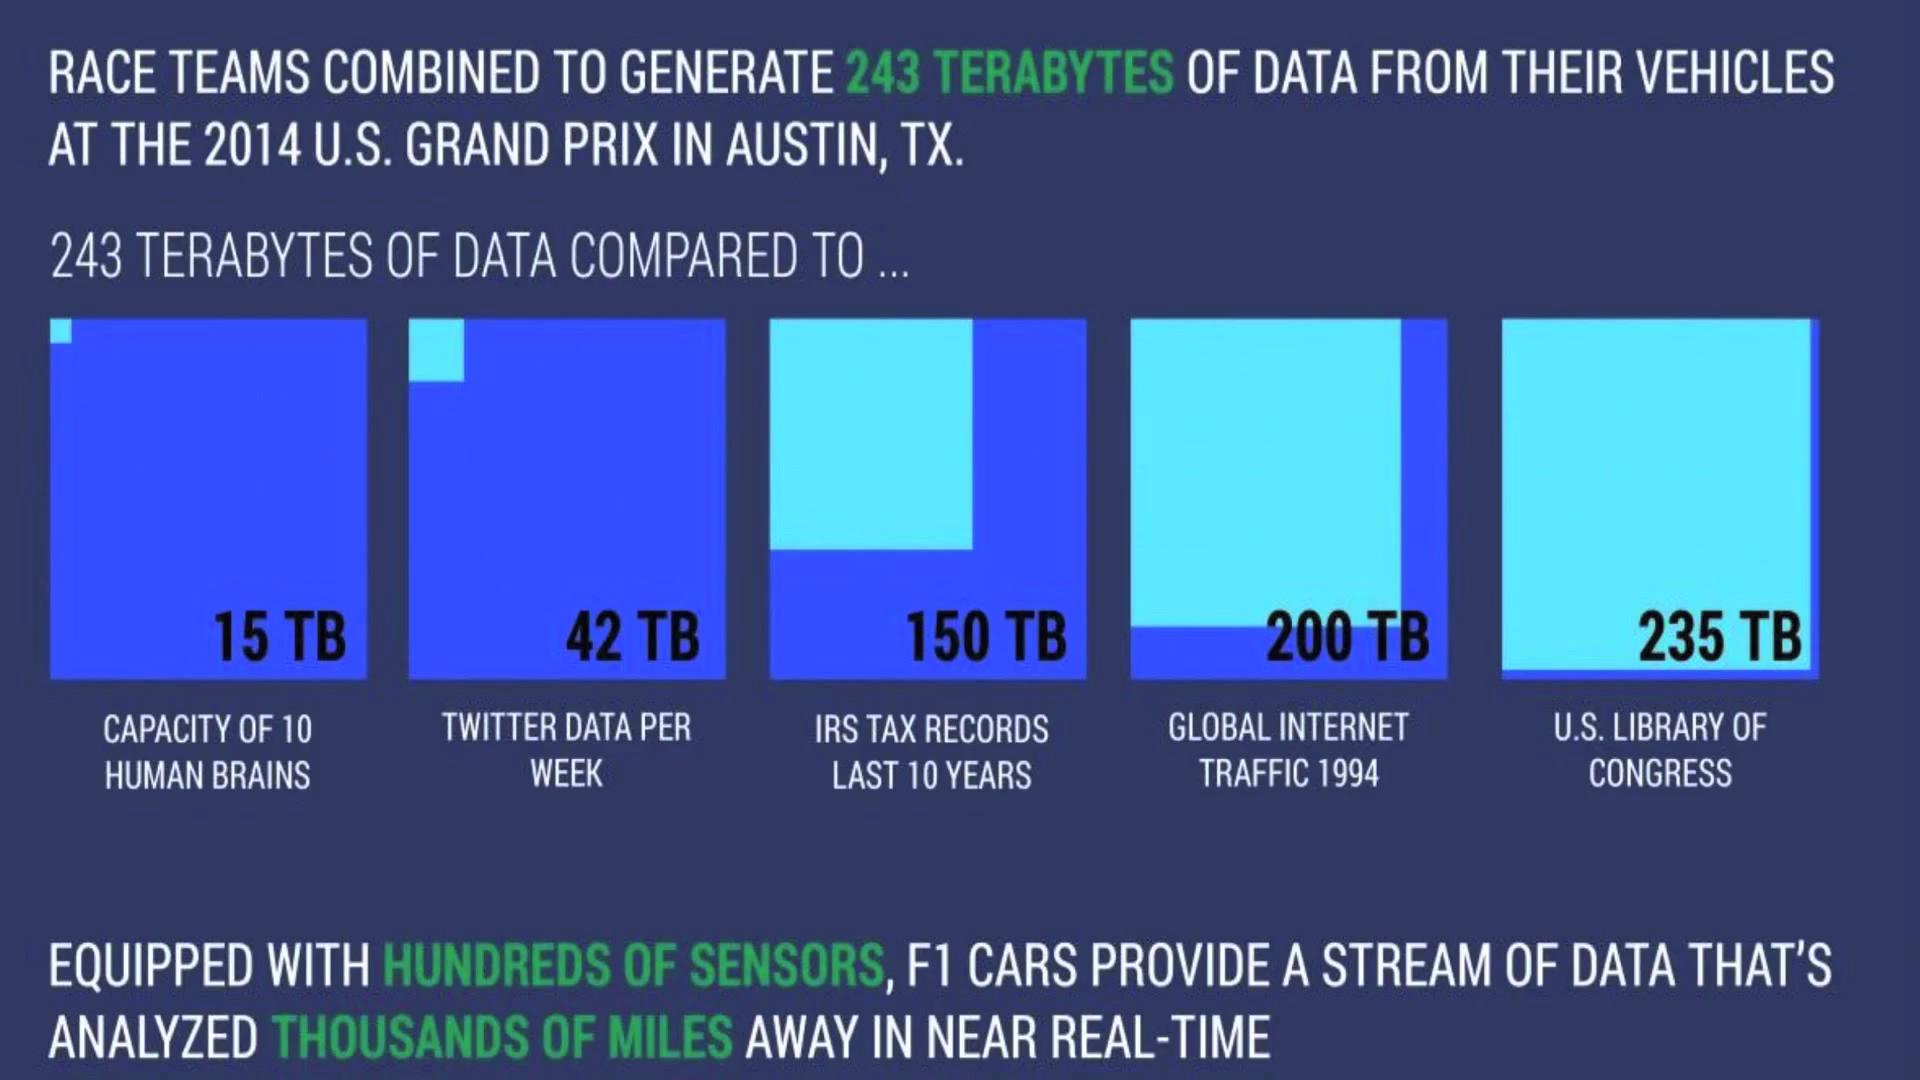 RACE TEAMS COMBINED TO GENERATE 243 TERABYTES OF DATA FROM THEIR VEHICLES
AT THE 2014 U.S. GRAND PRIX IN AUSTIN, TX.
243 TERABYTES OF DATA COMPARED TO ...
15 TB
CAPACITY OF 10
HUMAN BRAINS
42 TB
TWITTER DATA PER
WEEK
150 TB
IRS TAX RECORDS
LAST 10 YEARS
200 TB
GLOBAL INTERNET
TRAFFIC 1994
235 TB
U.S. LIBRARY OF
CONGRESS
EQUIPPED WITH HUNDREDS OF SENSORS, F1 CARS PROVIDE A STREAM OF DATA THAT'S
ANALYZED THOUSANDS OF MILES AWAY IN NEAR REAL-TIME